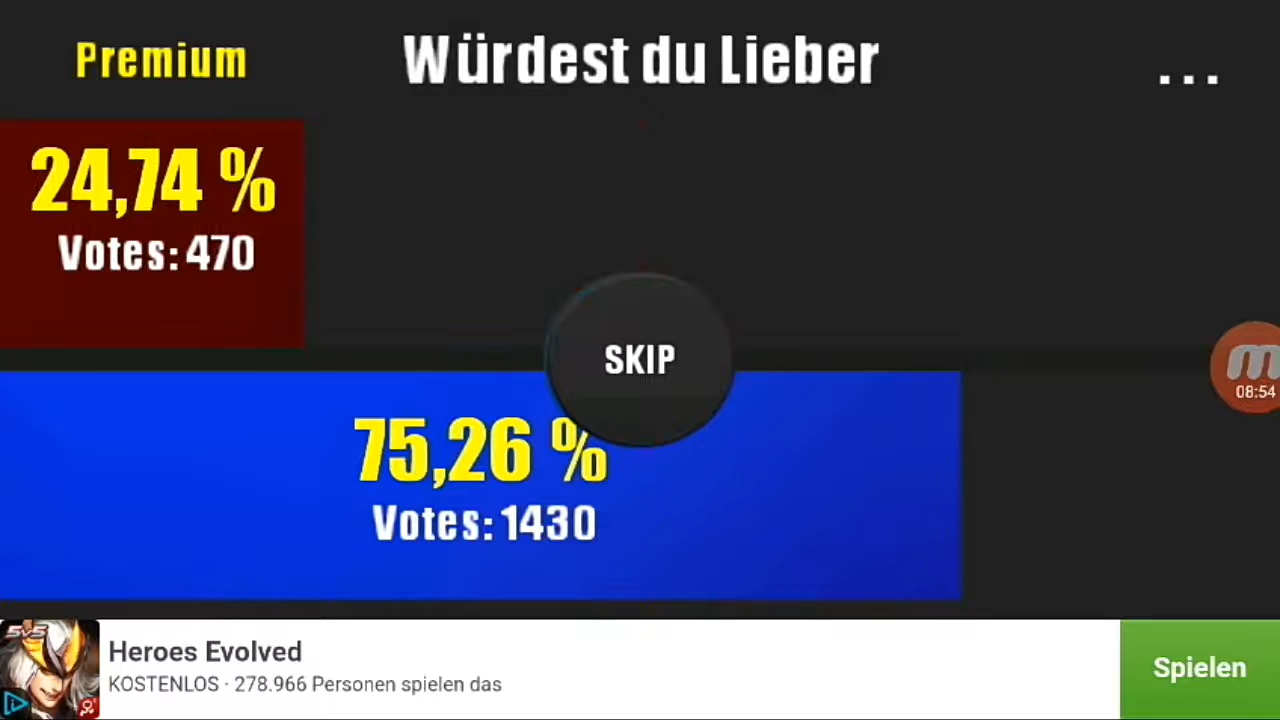 Premium
Würdest du Lieber
...
24,74 %
Votes: 470
SKIP
08:54
75,26 %
Votes: 1430
5v5
Heroes Evolved
KOSTENLOS · 278.966 Personen spielen das
Spielen